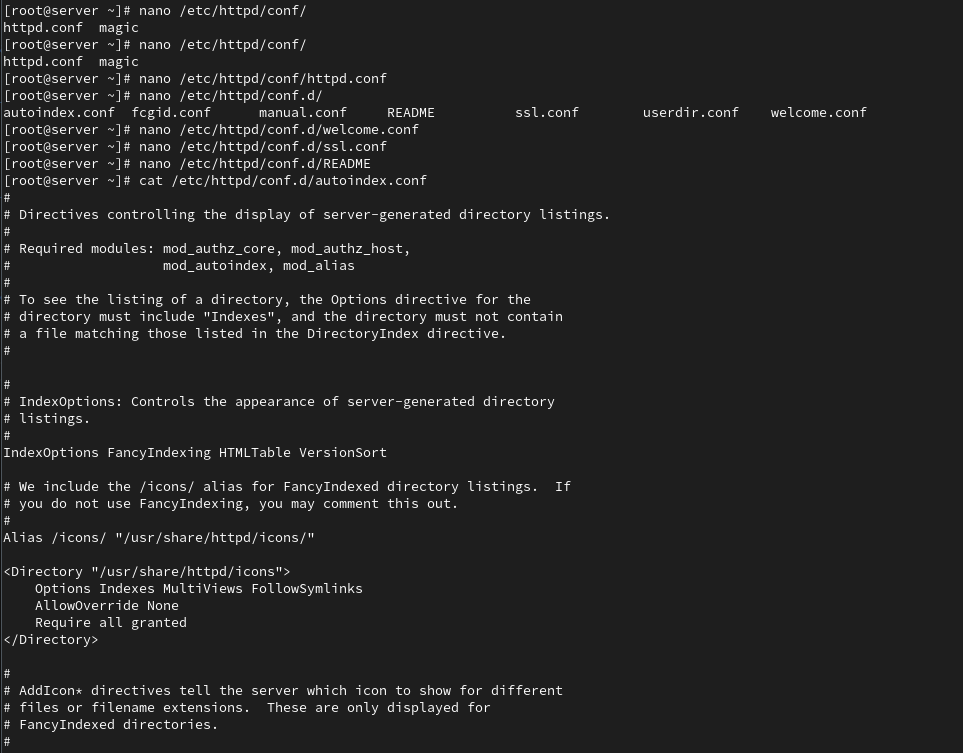 [root@server ~]# nano /etc/httpd/conf/
httpd.conf  magic
[root@server ~]# nano /etc/httpd/conf/
httpd.conf  magic
[root@server ~]# nano /etc/httpd/conf/httpd.conf
[root@server ~]# nano /etc/httpd/conf.d/
autoindex.conf  fcgid.conf      manual.conf     README          ssl.conf        userdir.conf    welcome.conf
[root@server ~]# nano /etc/httpd/conf.d/welcome.conf
[root@server ~]# nano /etc/httpd/conf.d/ssl.conf
[root@server ~]# nano /etc/httpd/conf.d/README
[root@server ~]# cat /etc/httpd/conf.d/autoindex.conf
#
# Directives controlling the display of server-generated directory listings.
#
# Required modules: mod_authz_core, mod_authz_host,
#                   mod_autoindex, mod_alias
#
# To see the listing of a directory, the Options directive for the
# directory must include "Indexes", and the directory must not contain
# a file matching those listed in the DirectoryIndex directive.
#

#
# IndexOptions: Controls the appearance of server-generated directory
# listings.
#
IndexOptions FancyIndexing HTMLTable VersionSort

# We include the /icons/ alias for FancyIndexed directory listings.  If
# you do not use FancyIndexing, you may comment this out.
#
Alias /icons/ "/usr/share/httpd/icons/"

<Directory "/usr/share/httpd/icons">
    Options Indexes MultiViews FollowSymlinks
    AllowOverride None
    Require all granted
</Directory>

#
# AddIcon* directives tell the server which icon to show for different
# files or filename extensions.  These are only displayed for
# FancyIndexed directories.
#